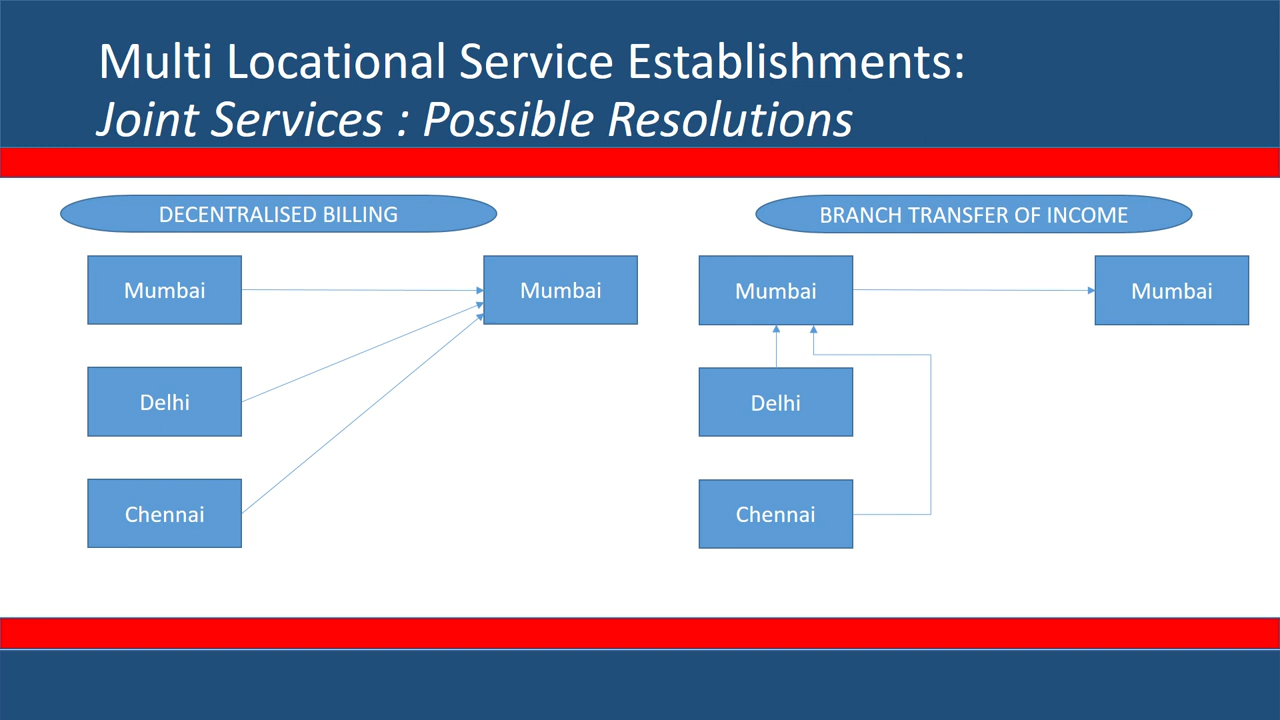 Multi Locational Service Establishments:
Joint Services : Possible Resolutions
DECENTRALISED BILLING
Mumbai
Mumbai
Delhi
Chennai
BRANCH TRANSFER OF INCOME
Mumbai
Mumbai
Delhi
Chennai